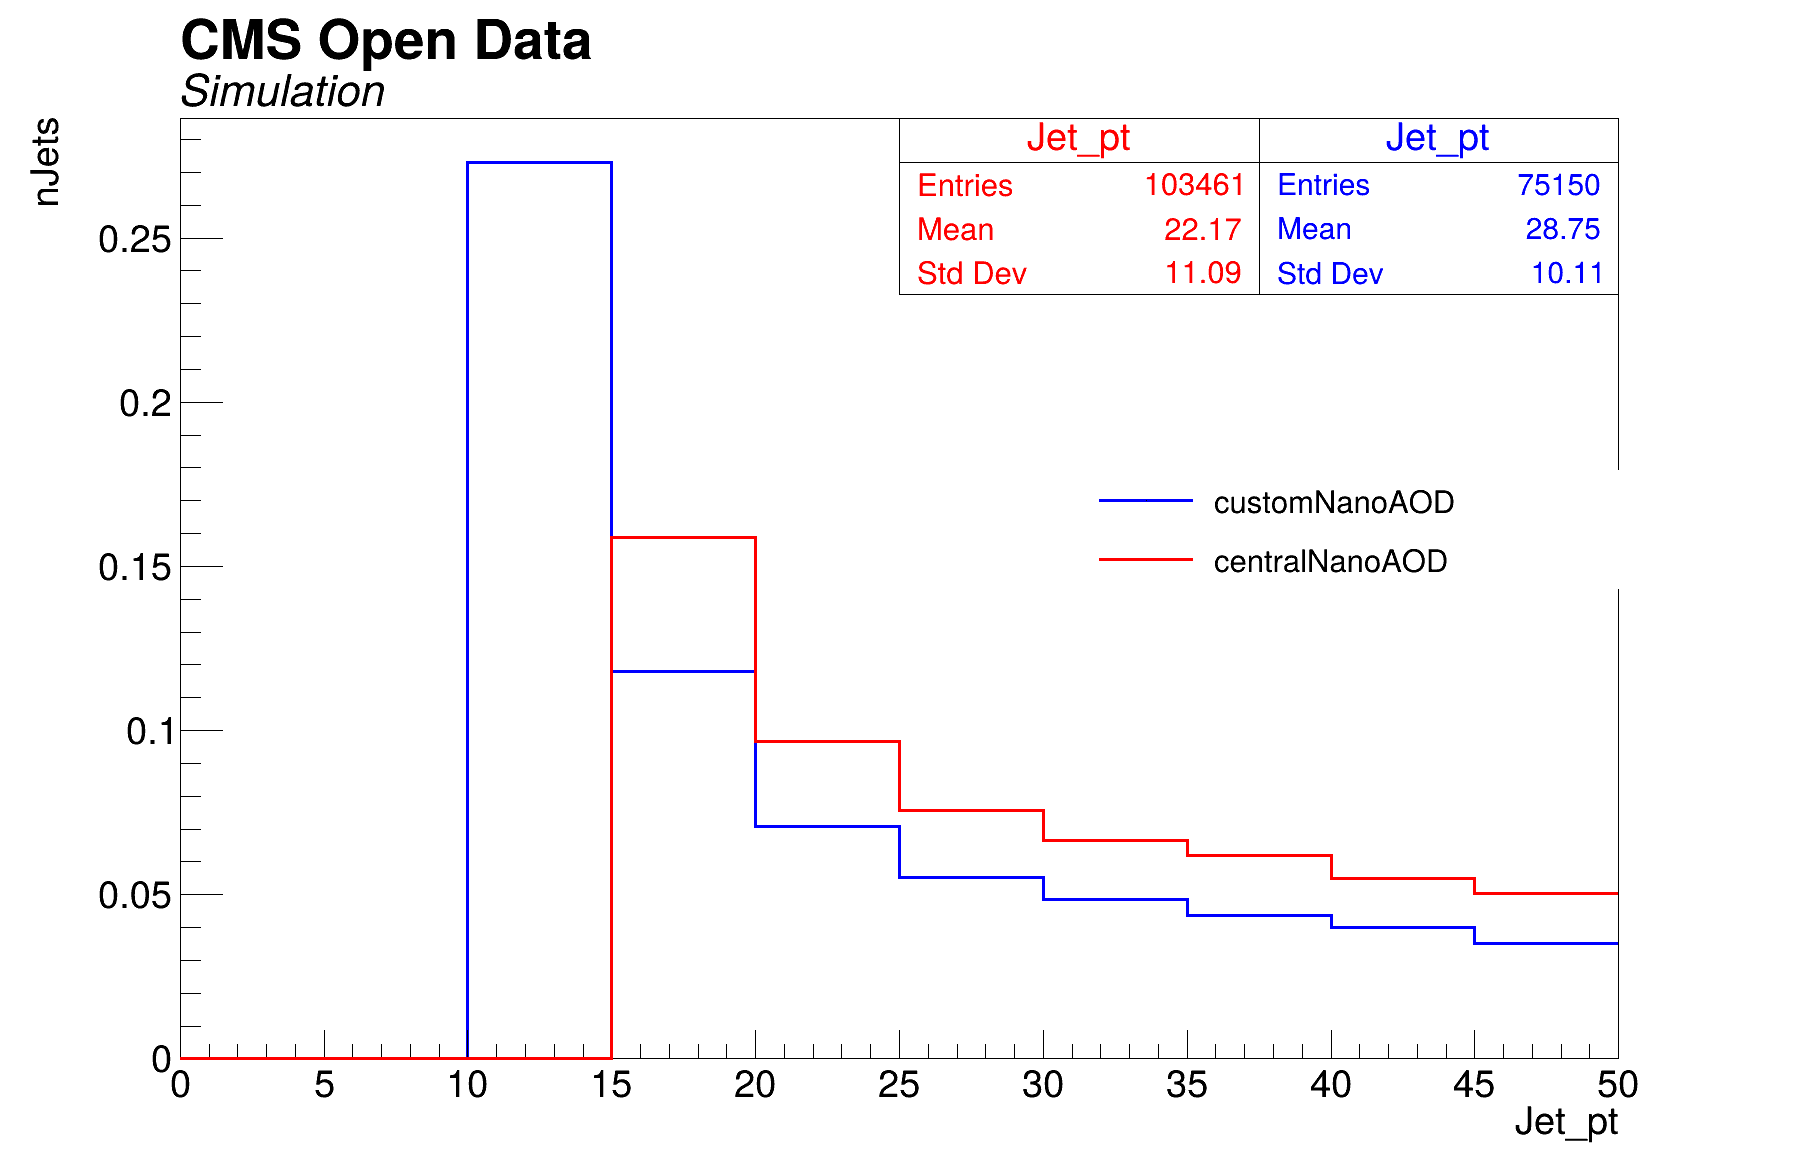 CMS Open Data
Simulation
nJets
Jet_pt
Entries 103461
Mean 22.17
Std Dev 11.09
Jet_pt
Entries 75150
Mean 28.75
Std Dev 10.11
customNanoAOD
centralNanoAOD
0.25
0.2
0.15
0.1
0.05
0
0 5 10 15 20 25 30 35 40 45 50
Jet_pt